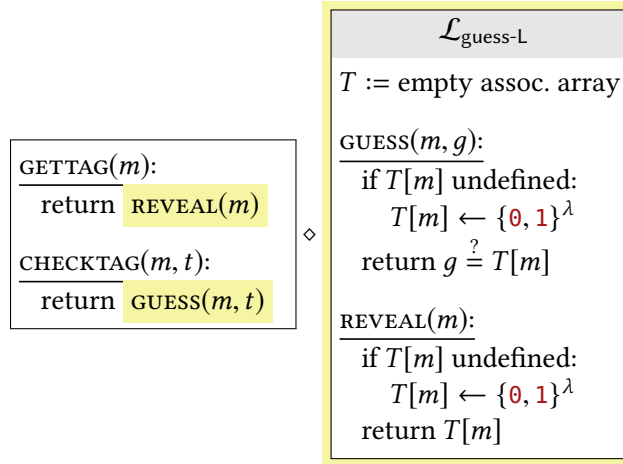 GETTAG(m):
return REVEAL(m)
CHECKTAG(m, t):
return GUESS(m, t)
⋄
𝓛guess-L
T := empty assoc. array
GUESS(m, g):
if T[m] undefined:
T[m] ← {0, 1}^λ
return g ≟ T[m]
REVEAL(m):
if T[m] undefined:
T[m] ← {0, 1}^λ
return T[m]